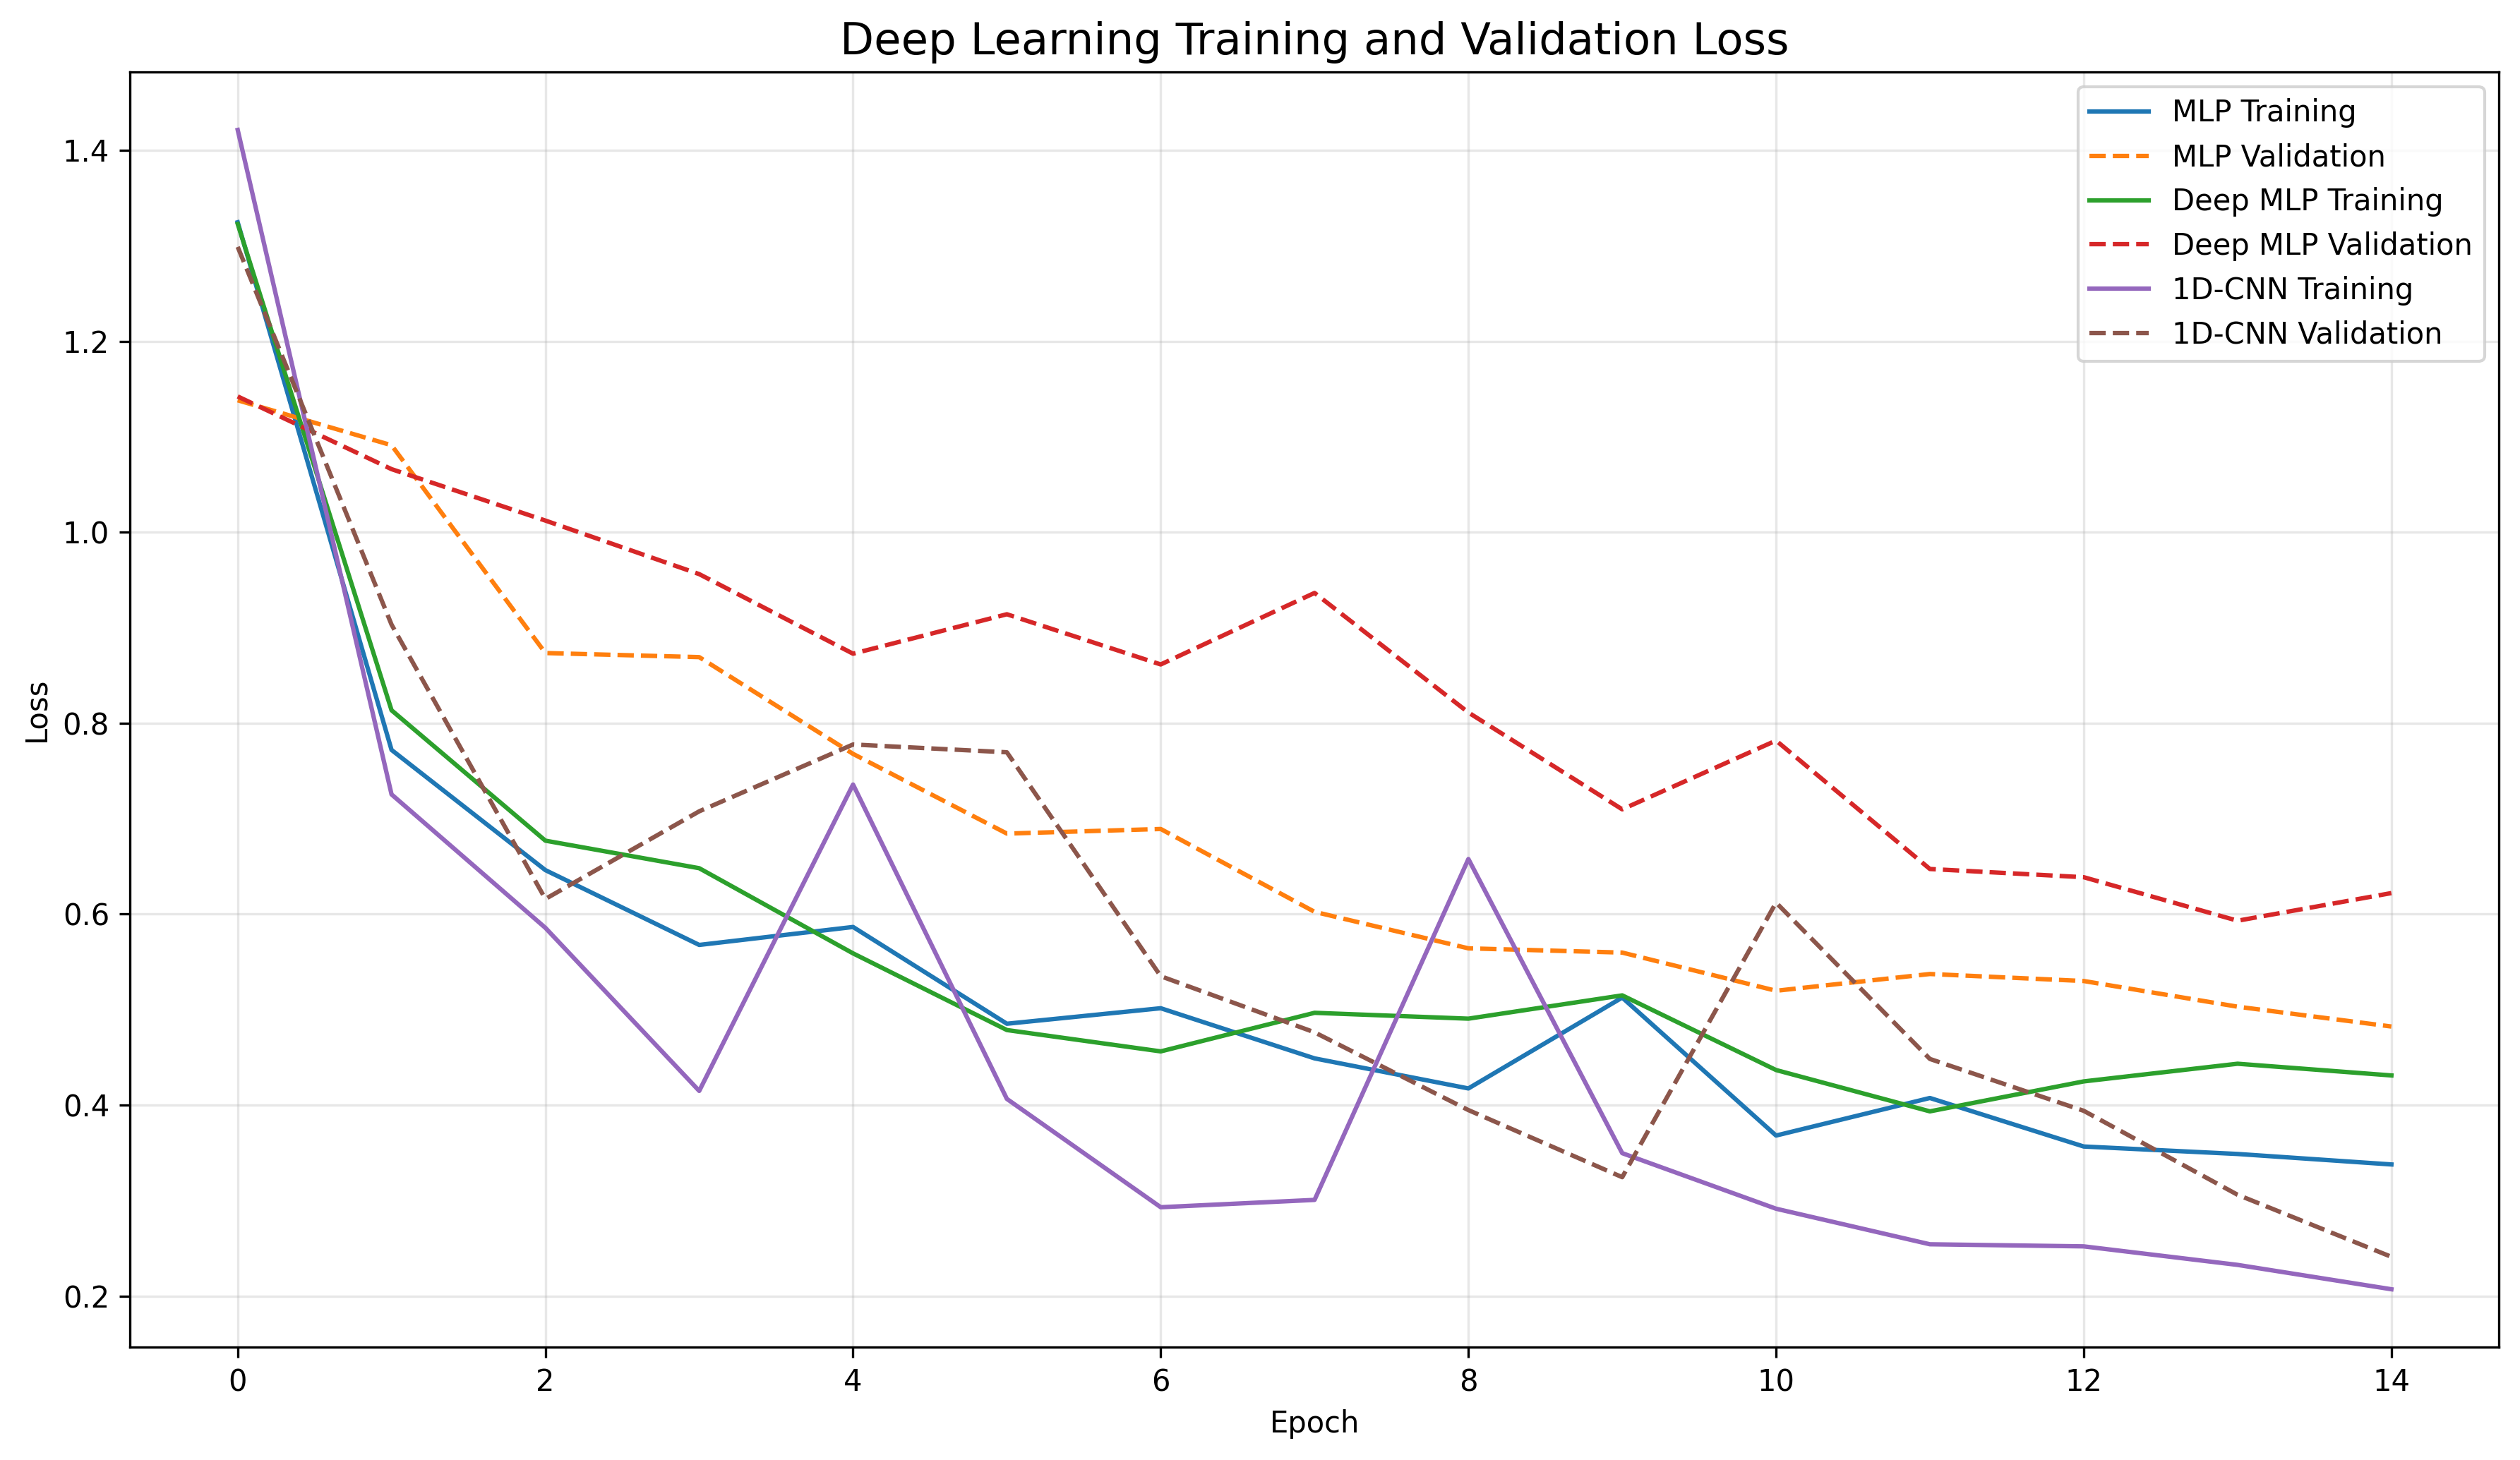 Deep Learning Training and Validation Loss
MLP Training
MLP Validation
Deep MLP Training
Deep MLP Validation
1D-CNN Training
1D-CNN Validation
1.4
1.2
1.0
0.8
0.6
0.4
0.2
Loss
0 2 4 6 8 10 12 14
Epoch